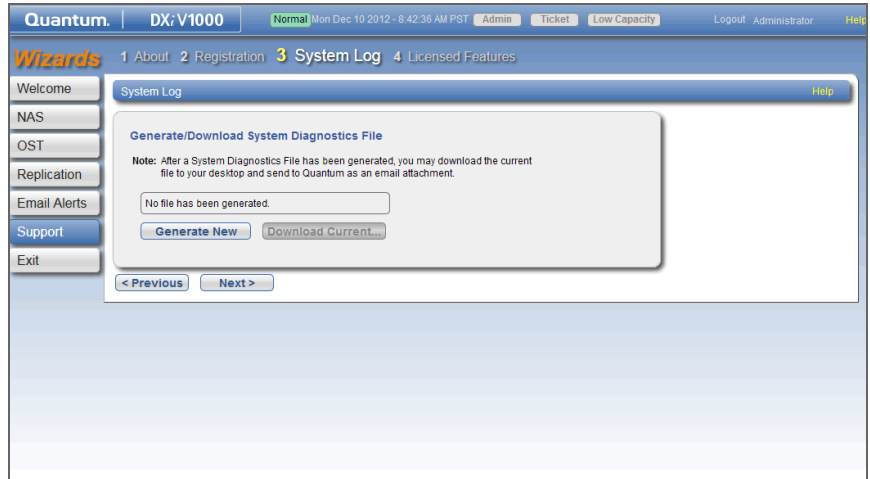 Quantum. DXi V1000 Normal Mon Dec 10 2012 - 8:42:36 AM PST Admin Ticket Low Capacity Logout Administrator Help
Wizards 1 About 2 Registration 3 System Log 4 Licensed Features
Welcome
NAS
OST
Replication
Email Alerts
Support
Exit
System Log Help
Generate/Download System Diagnostics File
Note: After a System Diagnostics File has been generated, you may download the current
file to your desktop and send to Quantum as an email attachment.
No file has been generated.
Generate New Download Current...
< Previous Next >